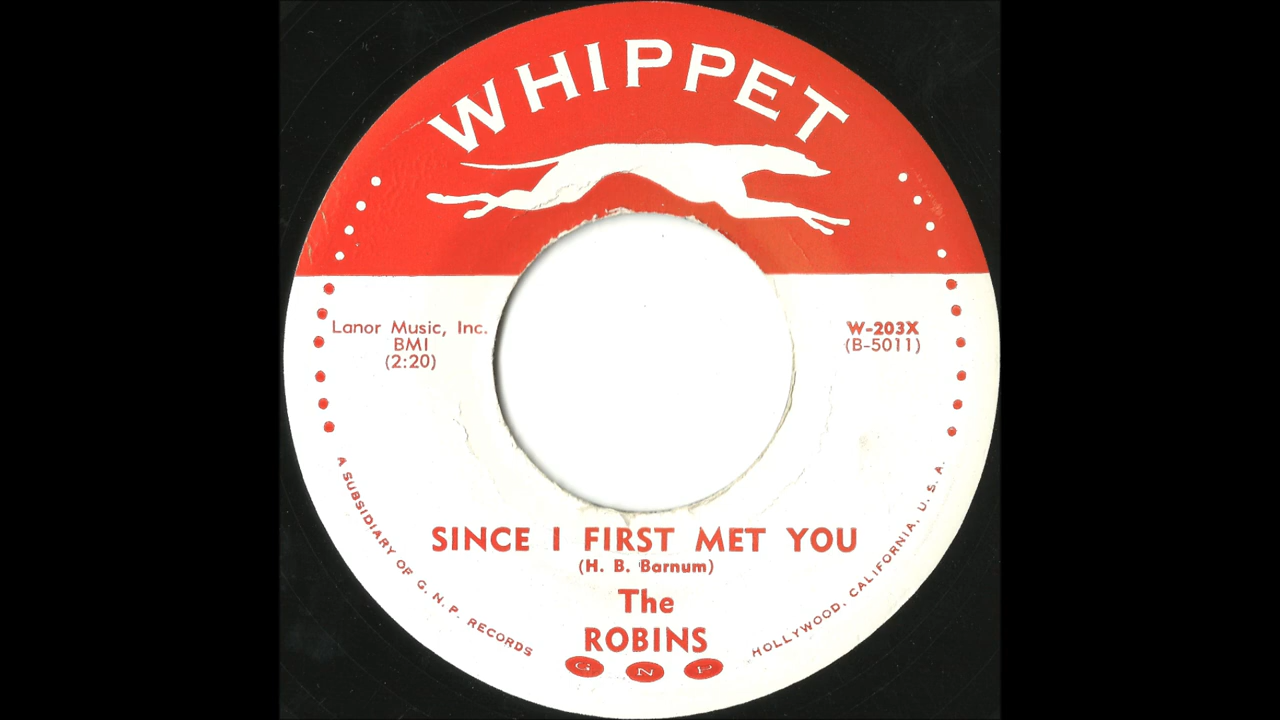 WHIPPET
Lanor Music, Inc.
BMI
(2:20)
W-203X
(B-5011)
SINCE I FIRST MET YOU
(H. B. Barnum)
The
ROBINS
A SUBSIDIARY OF G. N. P. RECORDS
HOLLYWOOD, CALIFORNIA, U. S. A.
G N P